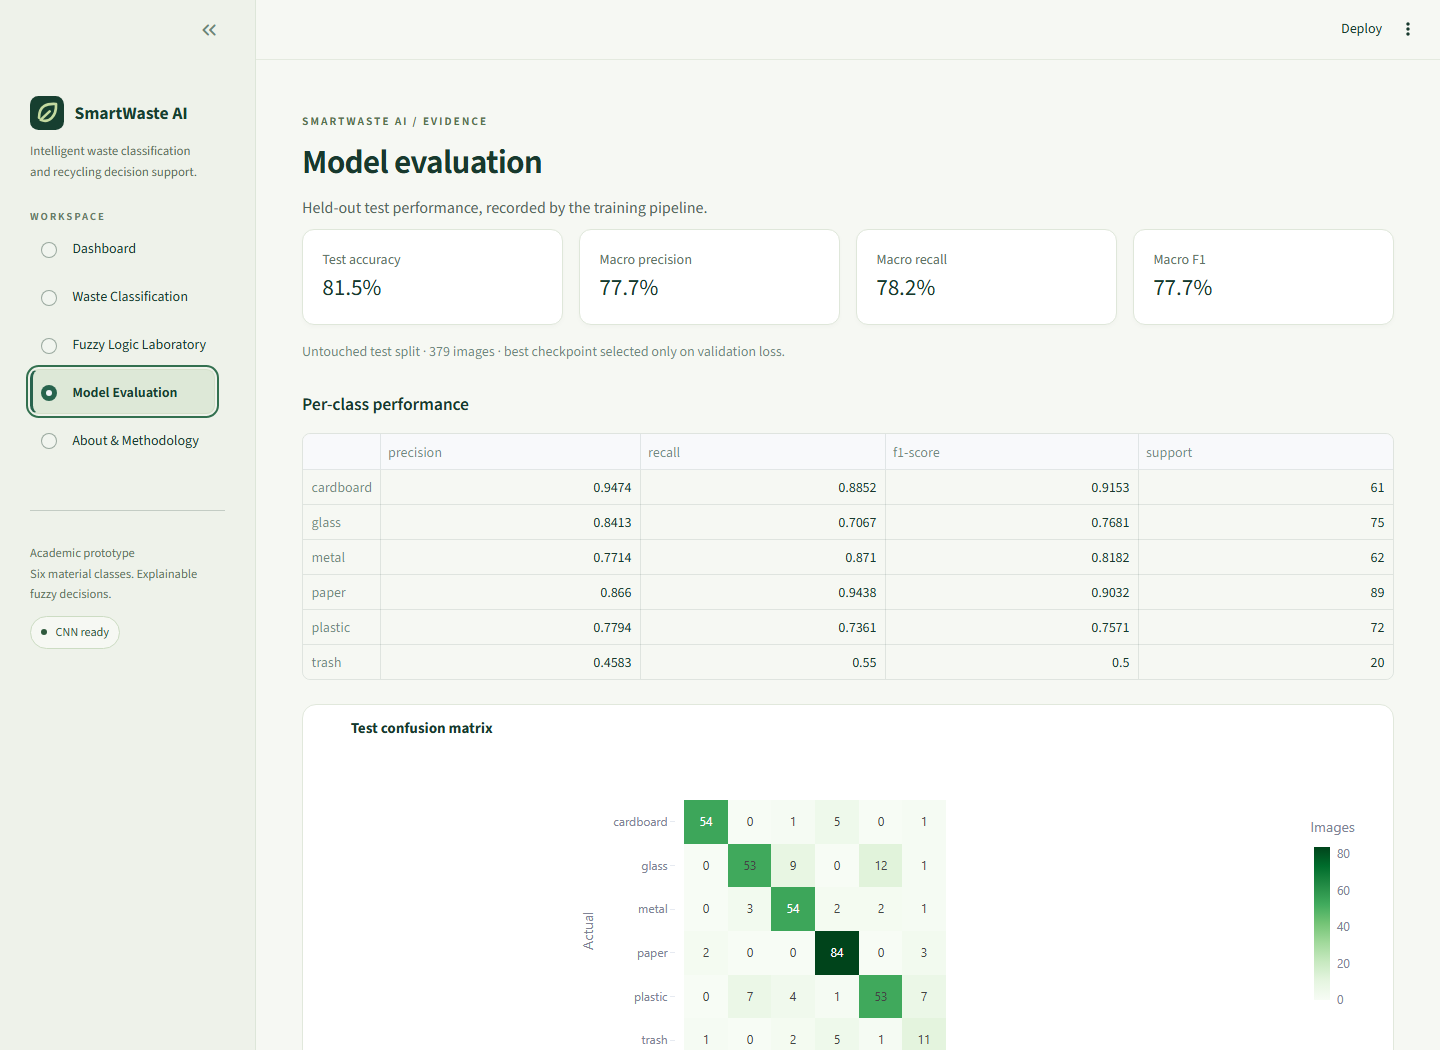 Deploy
SmartWaste AI
Intelligent waste classification
and recycling decision support.
WORKSPACE
Dashboard
Waste Classification
Fuzzy Logic Laboratory
Model Evaluation
About & Methodology
Academic prototype
Six material classes. Explainable
fuzzy decisions.
CNN ready
SMARTWASTE AI / EVIDENCE
Model evaluation
Held-out test performance, recorded by the training pipeline.
Test accuracy
81.5%
Macro precision
77.7%
Macro recall
78.2%
Macro F1
77.7%
Untouched test split · 379 images · best checkpoint selected only on validation loss.
Per-class performance
precision recall f1-score support
cardboard 0.9474 0.8852 0.9153 61
glass 0.8413 0.7067 0.7681 75
metal 0.7714 0.871 0.8182 62
paper 0.866 0.9438 0.9032 89
plastic 0.7794 0.7361 0.7571 72
trash 0.4583 0.55 0.5 20
Test confusion matrix
Actual
cardboard 54 0 1 5 0 1
glass 0 53 9 0 12 1
metal 0 3 54 2 2 1
paper 2 0 0 84 0 3
plastic 0 7 4 1 53 7
trash 1 0 2 5 1 11
Images
80
60
40
20
0